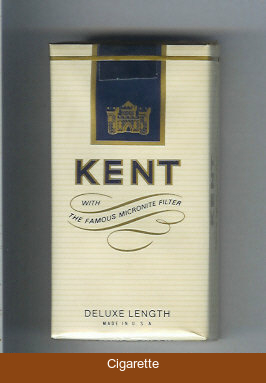 KENT
WITH
THE FAMOUS MICRONITE FILTER
DELUXE LENGTH
MADE IN U.S.A.
Cigarette